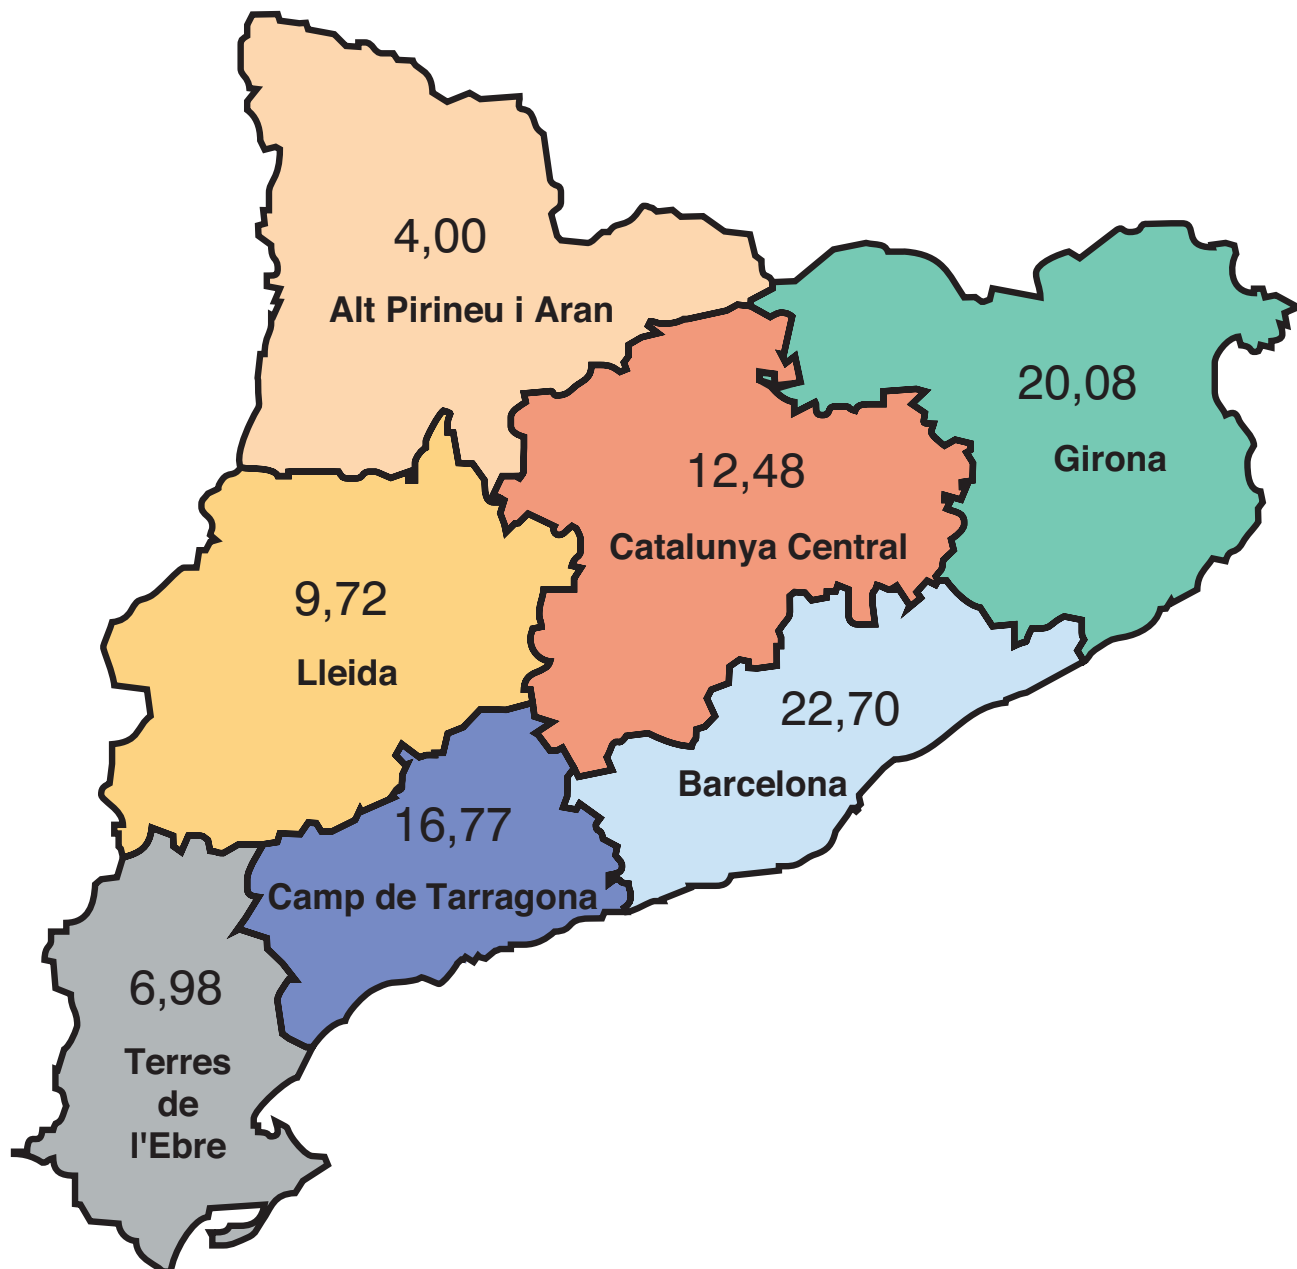 4,00
Alt Pirineu i Aran
20,08
Girona
12,48
Catalunya Central
9,72
Lleida
22,70
Barcelona
16,77
Camp de Tarragona
6,98
Terres
de
l'Ebre